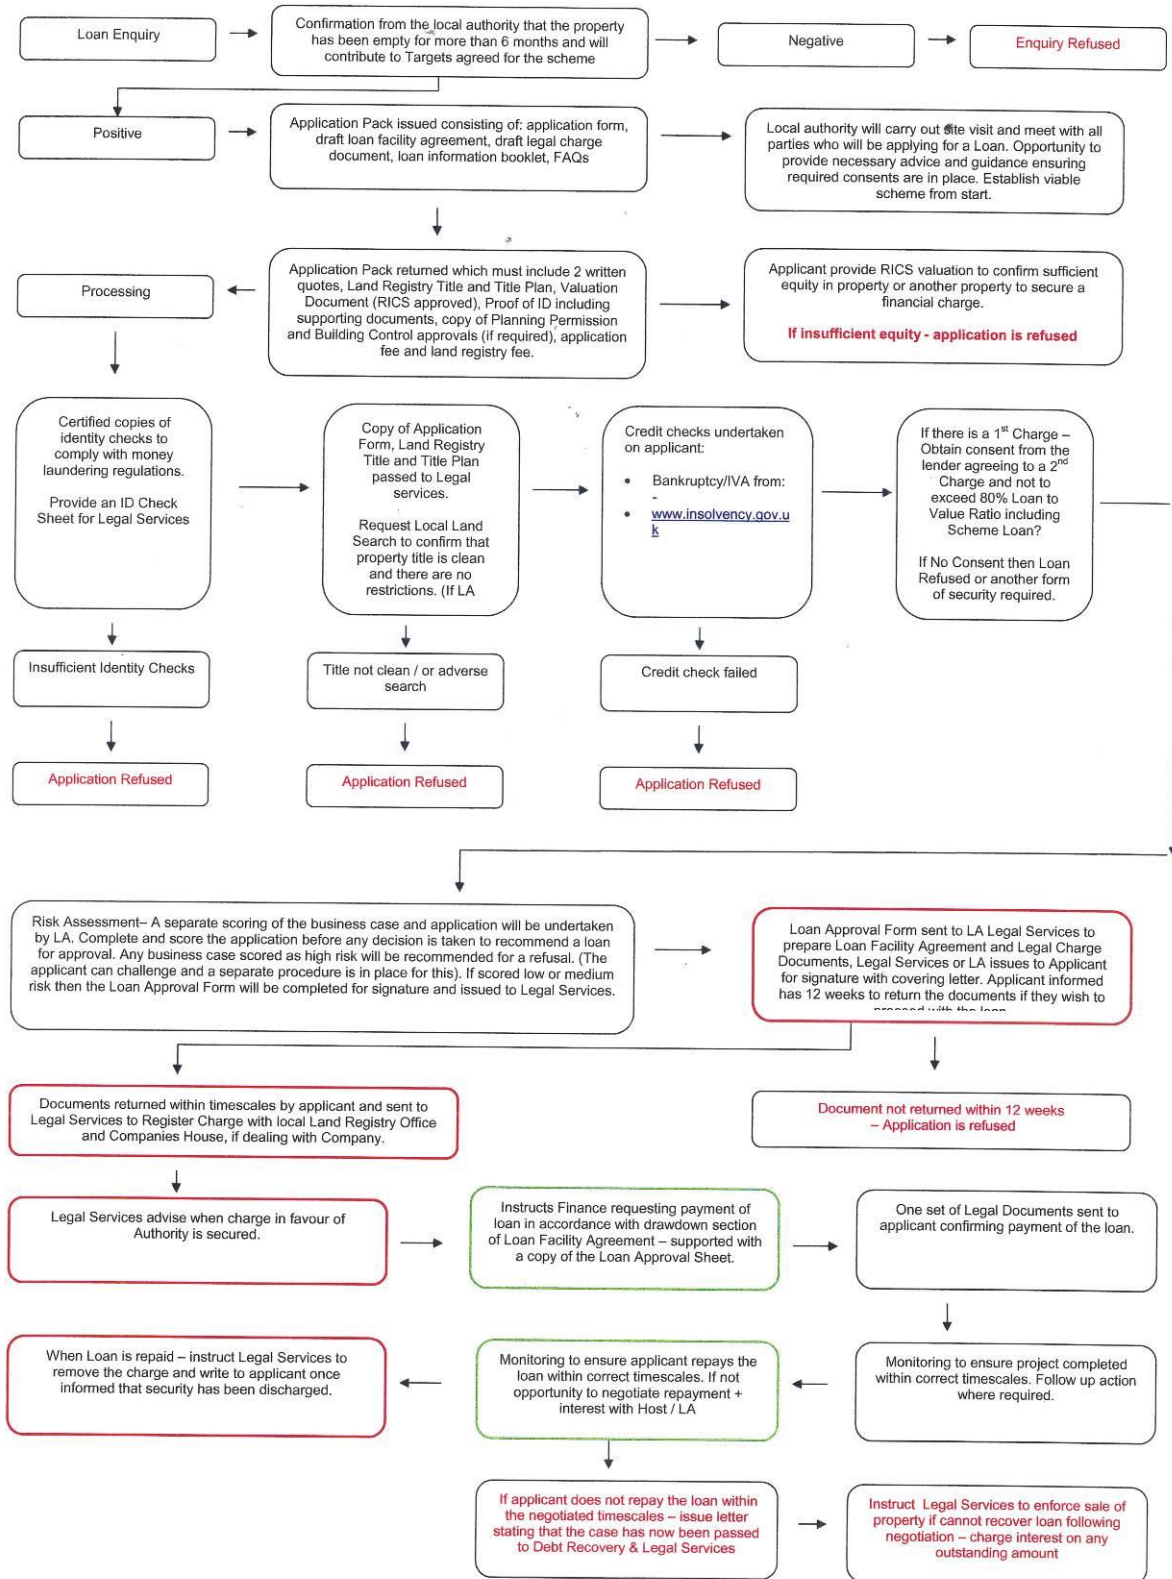 Loan Enquiry
Confirmation from the local authority that the property
has been empty for more than 6 months and will
contribute to Targets agreed for the scheme
Negative
Enquiry Refused
Positive
Application Pack issued consisting of: application form,
draft loan facility agreement, draft legal charge
document, loan information booklet, FAQs
Local authority will carry out site visit and meet with all
parties who will be applying for a Loan. Opportunity to
provide necessary advice and guidance ensuring
required consents are in place. Establish viable
scheme from start.
Processing
Application Pack returned which must include 2 written
quotes, Land Registry Title and Title Plan, Valuation
Document (RICS approved), Proof of ID including
supporting documents, copy of Planning Permission
and Building Control approvals (if required), application
fee and land registry fee.
Applicant provide RICS valuation to confirm sufficient
equity in property or another property to secure a
financial charge.
If insufficient equity - application is refused
Certified copies of
identity checks to
comply with money
laundering regulations.
Provide an ID Check
Sheet for Legal Services
Copy of Application
Form, Land Registry
Title and Title Plan
passed to Legal
services.
Request Local Land
Search to confirm that
property title is clean
and there are no
restrictions. (If LA
Credit checks undertaken
on applicant:
• Bankruptcy/IVA from:
-
• www.insolvency.gov.u
k
If there is a 1st Charge –
Obtain consent from the
lender agreeing to a 2nd
Charge and not to
exceed 80% Loan to
Value Ratio including
Scheme Loan?
If No Consent then Loan
Refused or another form
of security required.
Insufficient Identity Checks
Title not clean / or adverse
search
Credit check failed
Application Refused
Application Refused
Application Refused
Risk Assessment– A separate scoring of the business case and application will be undertaken
by LA. Complete and score the application before any decision is taken to recommend a loan
for approval. Any business case scored as high risk will be recommended for a refusal. (The
applicant can challenge and a separate procedure is in place for this). If scored low or medium
risk then the Loan Approval Form will be completed for signature and issued to Legal Services.
Loan Approval Form sent to LA Legal Services to
prepare Loan Facility Agreement and Legal Charge
Documents, Legal Services or LA issues to Applicant
for signature with covering letter. Applicant informed
has 12 weeks to return the documents if they wish to
proceed with the loan
Documents returned within timescales by applicant and sent to
Legal Services to Register Charge with local Land Registry Office
and Companies House, if dealing with Company.
Document not returned within 12 weeks
– Application is refused
Legal Services advise when charge in favour of
Authority is secured.
Instructs Finance requesting payment of
loan in accordance with drawdown section
of Loan Facility Agreement – supported with
a copy of the Loan Approval Sheet.
One set of Legal Documents sent to
applicant confirming payment of the loan.
When Loan is repaid – instruct Legal Services to
remove the charge and write to applicant once
informed that security has been discharged.
Monitoring to ensure applicant repays the
loan within correct timescales. If not
opportunity to negotiate repayment +
interest with Host / LA
Monitoring to ensure project completed
within correct timescales. Follow up action
where required.
If applicant does not repay the loan within
the negotiated timescales – issue letter
stating that the case has now been passed
to Debt Recovery & Legal Services
Instruct Legal Services to enforce sale of
property if cannot recover loan following
negotiation – charge interest on any
outstanding amount